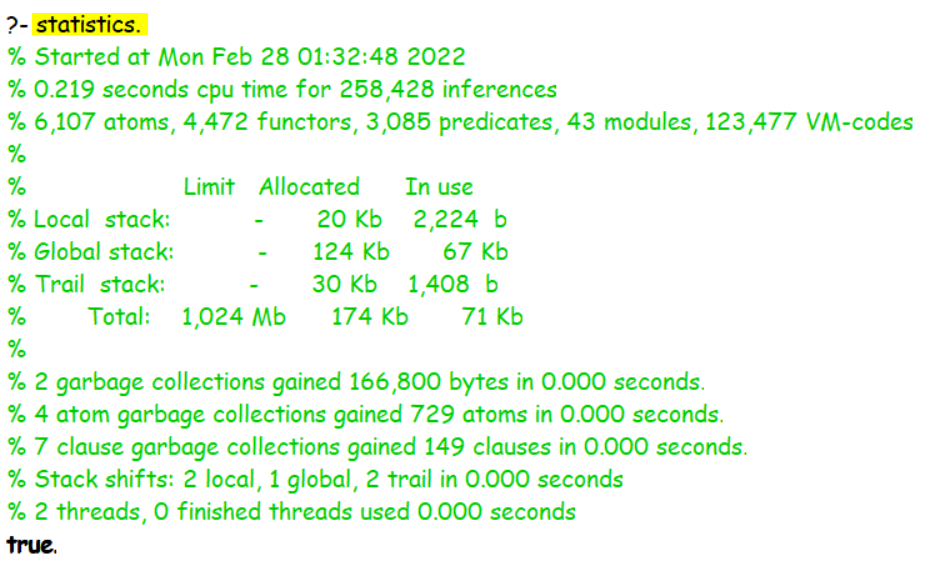 ?- statistics.
% Started at Mon Feb 28 01:32:48 2022
% 0.219 seconds cpu time for 258,428 inferences
% 6,107 atoms, 4,472 functors, 3,085 predicates, 43 modules, 123,477 VM-codes
%
% Limit Allocated In use
% Local stack: - 20 Kb 2,224 b
% Global stack: - 124 Kb 67 Kb
% Trail stack: - 30 Kb 1,408 b
% Total: 1,024 Mb 174 Kb 71 Kb
%
% 2 garbage collections gained 166,800 bytes in 0.000 seconds.
% 4 atom garbage collections gained 729 atoms in 0.000 seconds.
% 7 clause garbage collections gained 149 clauses in 0.000 seconds.
% Stack shifts: 2 local, 1 global, 2 trail in 0.000 seconds
% 2 threads, 0 finished threads used 0.000 seconds
true.